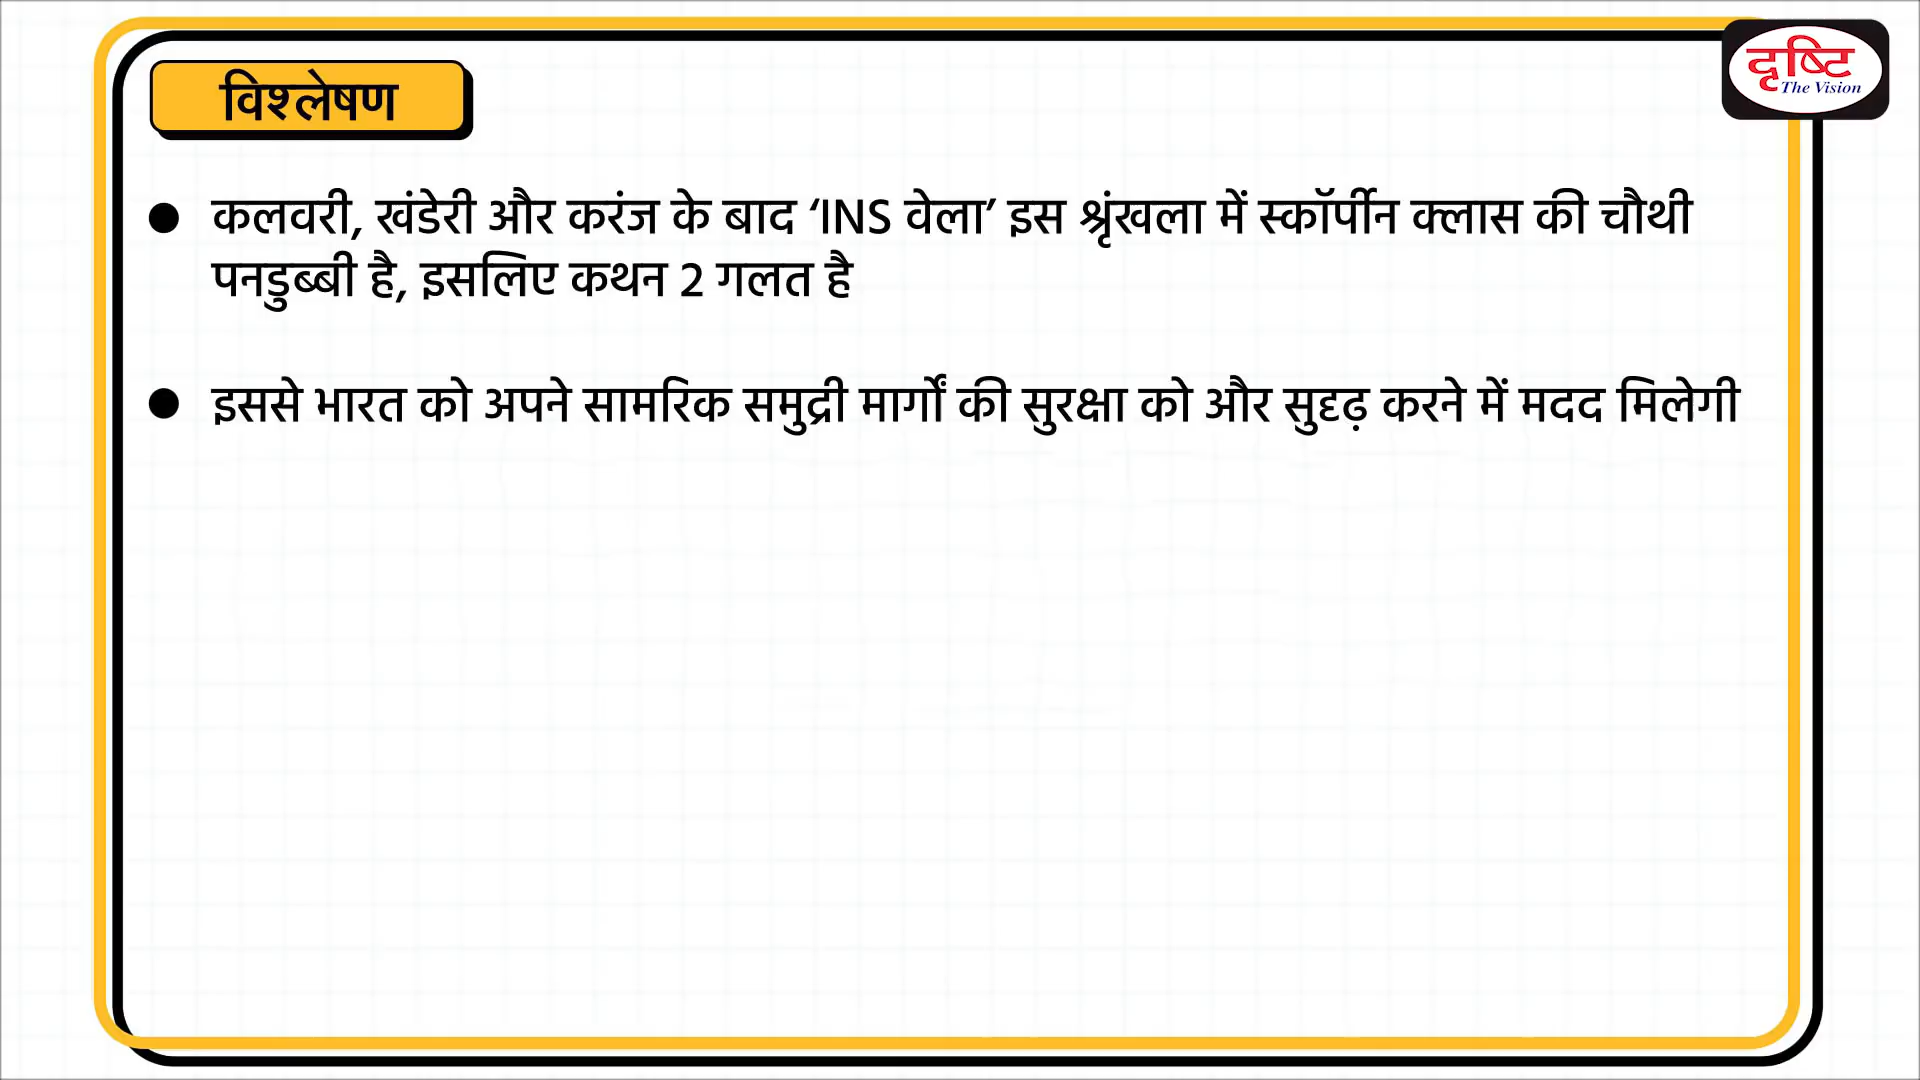 दृष्टि
The Vision
विश्लेषण
● कलवरी, खंडेरी और करंज के बाद ‘INS वेला’ इस श्रृंखला में स्कॉर्पीन क्लास की चौथी
पनडुब्बी है, इसलिए कथन 2 गलत है
● इससे भारत को अपने सामरिक समुद्री मार्गों की सुरक्षा को और सुदृढ़ करने में मदद मिलेगी